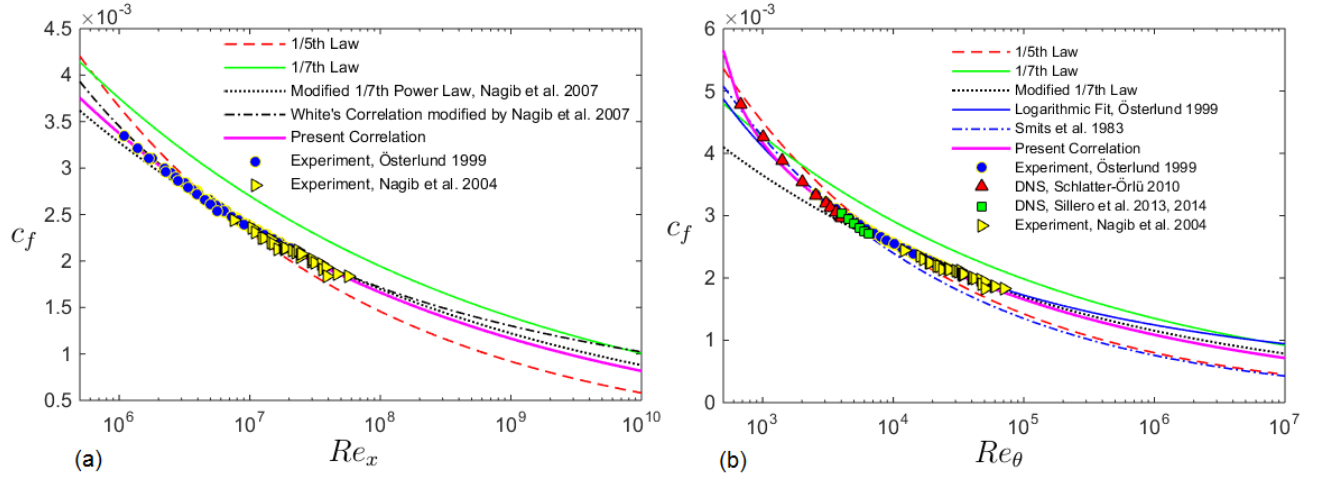 ×10⁻³
4.5
4
3.5
3
2.5
2
1.5
1
0.5
c_f
1/5th Law
1/7th Law
Modified 1/7th Power Law, Nagib et al. 2007
White's Correlation modified by Nagib et al. 2007
Present Correlation
Experiment, Österlund 1999
Experiment, Nagib et al. 2004
10⁶ 10⁷ 10⁸ 10⁹ 10¹⁰
Re_x
(a)
×10⁻³
6
5
4
3
2
1
0
c_f
1/5th Law
1/7th Law
Modified 1/7th Law
Logarithmic Fit, Österlund 1999
Smits et al. 1983
Present Correlation
Experiment, Österlund 1999
DNS, Schlatter-Örlü 2010
DNS, Sillero et al. 2013, 2014
Experiment, Nagib et al. 2004
10³ 10⁴ 10⁵ 10⁶ 10⁷
Re_θ
(b)